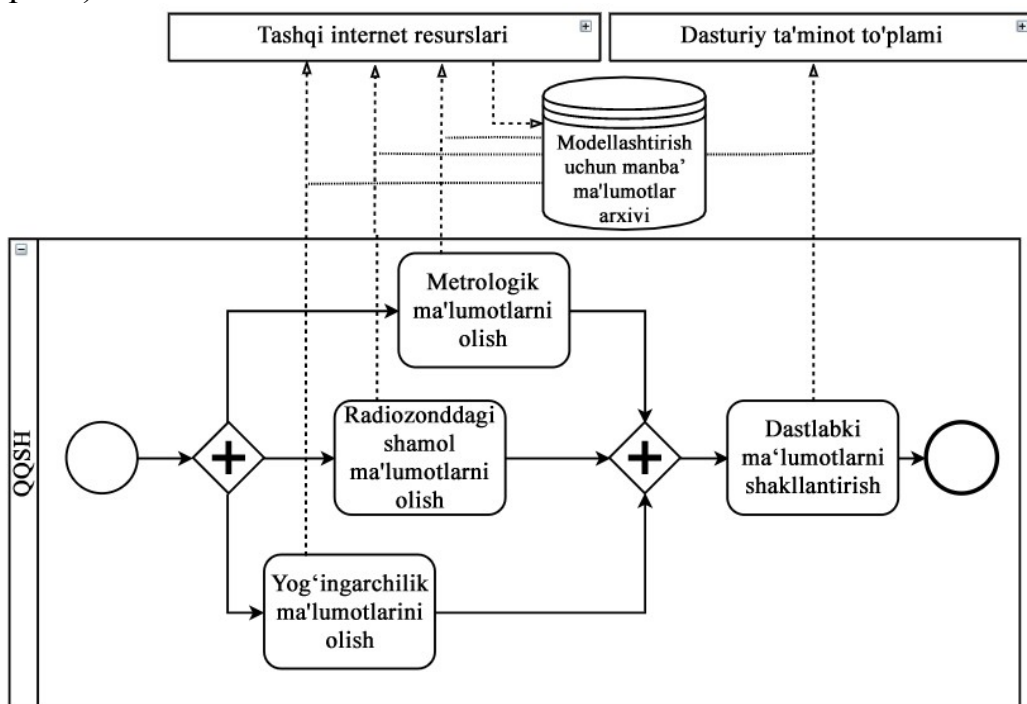 Tashqi internet resurslari
Dasturiy ta'minot to'plami
Modellashtirish
uchun manba’
ma'lumotlar
arxivi
QQSH
Metrologik
ma'lumotlarni
olish
Radiozonddagi
shamol
ma'lumotlarni
olish
Dastlabki
ma‘lumotlarni
shakllantirish
Yog‘ingarchilik
ma'lumotlarini
olish